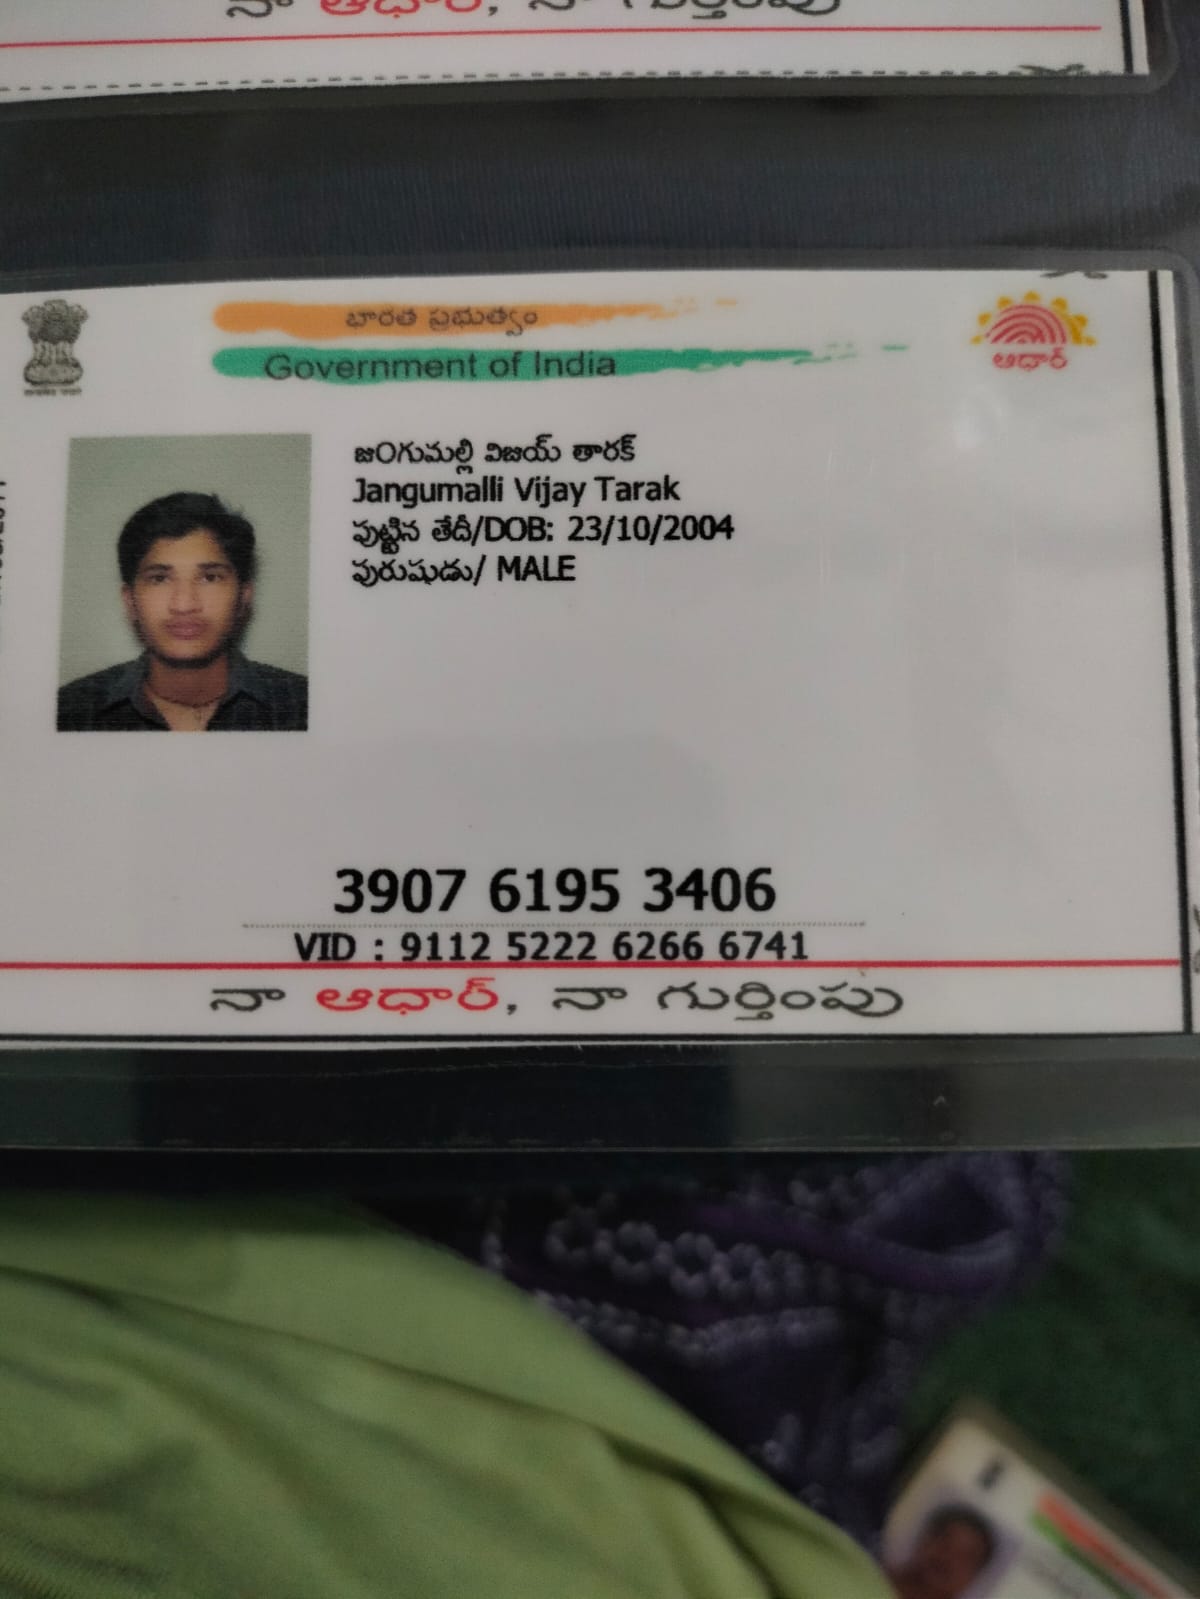 నా ఆధార్, నా గుర్తింపు
భారత ప్రభుత్వం
Government of India
ఆధార్
జంగుమల్లి విజయ్ తారక్
Jangumalli Vijay Tarak
పుట్టిన తేదీ/DOB: 23/10/2004
పురుషుడు/ MALE
3907 6195 3406
VID : 9112 5222 6266 6741
నా ఆధార్, నా గుర్తింపు